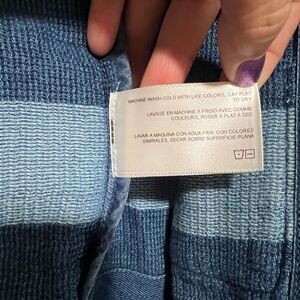 MACHINE WASH COLD WITH LIKE COLORS, LAY FLAT
TO DRY
LAVAGE EN MACHINE À FROID AVEC COMME
COULEURS, POSER À PLAT À SEC
LAVAR A MAQUINA CON AGUA FRIA, CON COLORES
SIMIRALES, SECAR SOBRE SUPERFICIE PLANA